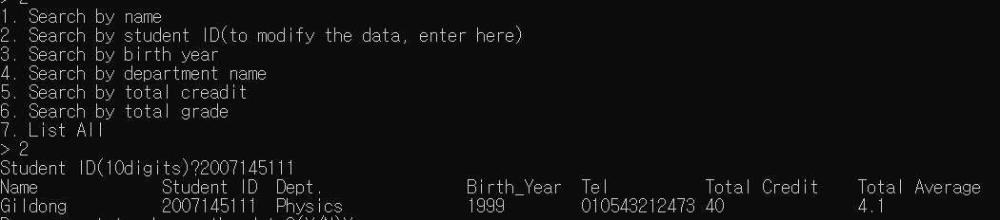 > 2
1. Search by name
2. Search by student ID(to modify the data, enter here)
3. Search by birth year
4. Search by department name
5. Search by total creadit
6. Search by total grade
7. List All
> 2
Student ID(10digits)?2007145111
Name Student ID Dept. Birth_Year Tel Total Credit Total Average
Gildong 2007145111 Physics 1999 010543212473 40 4.1